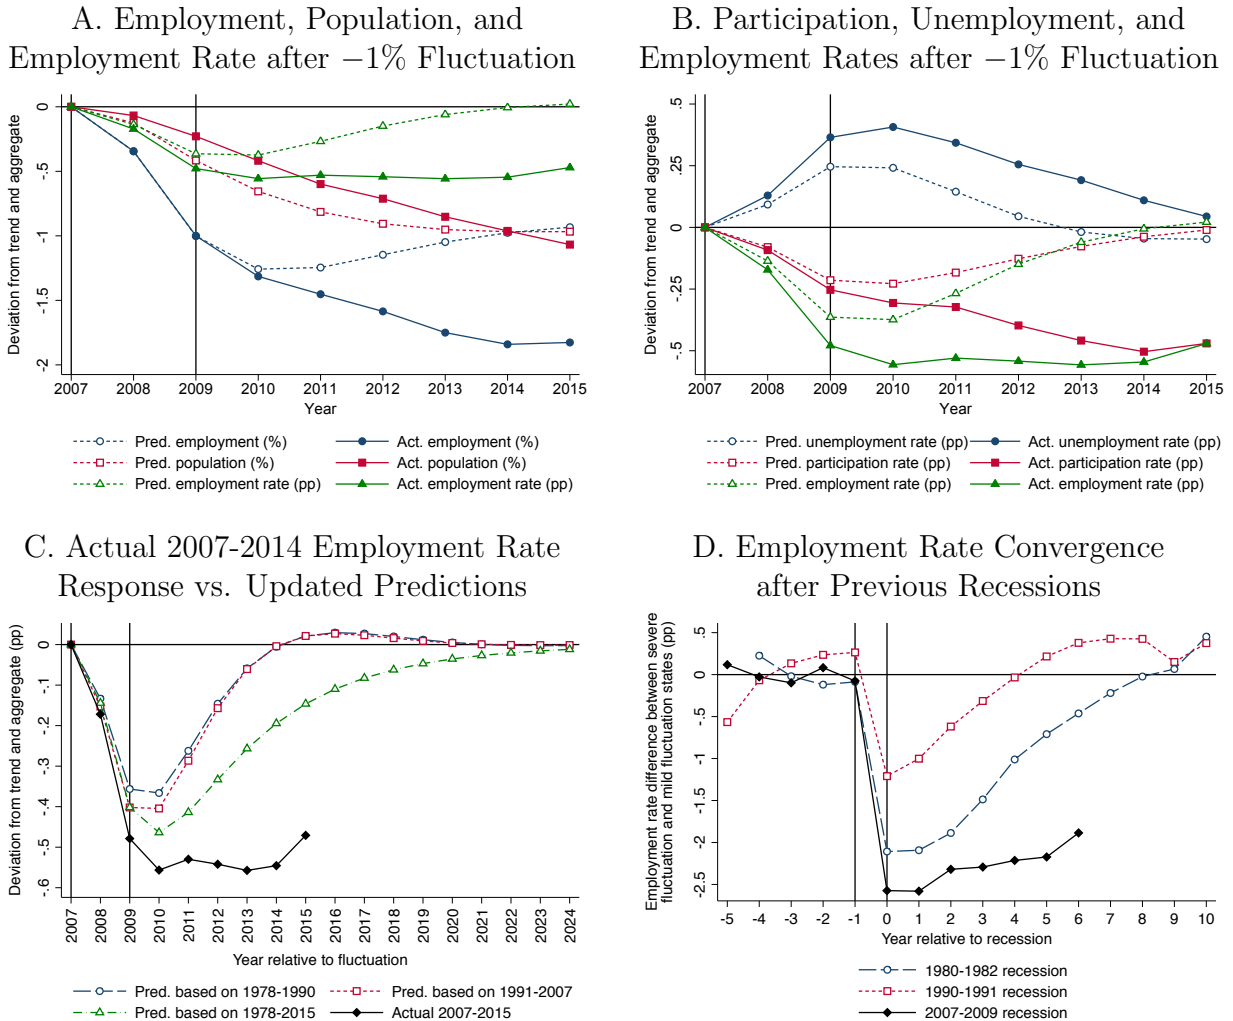 A. Employment, Population, and
Employment Rate after −1% Fluctuation
Deviation from trend and aggregate
0
-.5
-1
-1.5
-2
2007 2008 2009 2010 2011 2012 2013 2014 2015
Year
Pred. employment (%) Act. employment (%)
Pred. population (%) Act. population (%)
Pred. employment rate (pp) Act. employment rate (pp)
B. Participation, Unemployment, and
Employment Rates after −1% Fluctuation
Deviation from trend and aggregate
.5
.25
0
-.25
-.5
2007 2008 2009 2010 2011 2012 2013 2014 2015
Year
Pred. unemployment rate (pp) Act. unemployment rate (pp)
Pred. participation rate (pp) Act. participation rate (pp)
Pred. employment rate (pp) Act. employment rate (pp)
C. Actual 2007-2014 Employment Rate
Response vs. Updated Predictions
Deviation from trend and aggregate (pp)
0
-.1
-.2
-.3
-.4
-.5
-.6
2007 2008 2009 2010 2011 2012 2013 2014 2015 2016 2017 2018 2019 2020 2021 2022 2023 2024
Year relative to fluctuation
Pred. based on 1978-1990 Pred. based on 1991-2007
Pred. based on 1978-2015 Actual 2007-2015
D. Employment Rate Convergence
after Previous Recessions
Employment rate difference between severe
fluctuation and mild fluctuation states (pp)
.5
0
-.5
-1
-1.5
-2
-2.5
-5 -4 -3 -2 -1 0 1 2 3 4 5 6 7 8 9 10
Year relative to recession
1980-1982 recession
1990-1991 recession
2007-2009 recession